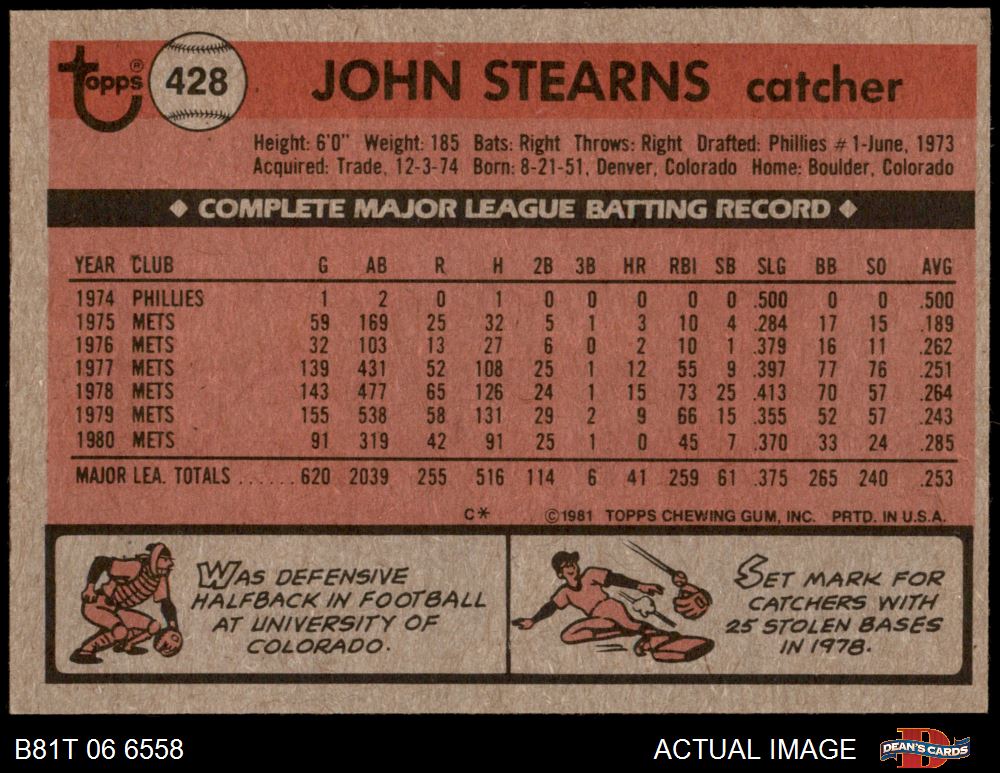 topps ® 428 JOHN STEARNS catcher
Height: 6'0" Weight: 185 Bats: Right Throws: Right Drafted: Phillies #1-June, 1973
Acquired: Trade, 12-3-74 Born: 8-21-51, Denver, Colorado Home: Boulder, Colorado
◆ COMPLETE MAJOR LEAGUE BATTING RECORD ◆
YEAR CLUB G AB R H 2B 3B HR RBI SB SLG BB SO AVG
1974 PHILLIES 1 2 0 1 0 0 0 0 0 .500 0 0 .500
1975 METS 59 169 25 32 5 1 3 10 4 .284 17 15 .189
1976 METS 32 103 13 27 6 0 2 10 1 .379 16 11 .262
1977 METS 139 431 52 108 25 1 12 55 9 .397 77 76 .251
1978 METS 143 477 65 126 24 1 15 73 25 .413 70 57 .264
1979 METS 155 538 58 131 29 2 9 66 15 .355 52 57 .243
1980 METS 91 319 42 91 25 1 0 45 7 .370 33 24 .285
MAJOR LEA. TOTALS ...... 620 2039 255 516 114 6 41 259 61 .375 265 240 .253
C* ©1981 TOPPS CHEWING GUM, INC. PRTD. IN U.S.A.
WAS DEFENSIVE
HALFBACK IN FOOTBALL
AT UNIVERSITY OF
COLORADO.
SET MARK FOR
CATCHERS WITH
25 STOLEN BASES
IN 1978.
B81T 06 6558 ACTUAL IMAGE DEAN'S CARDS